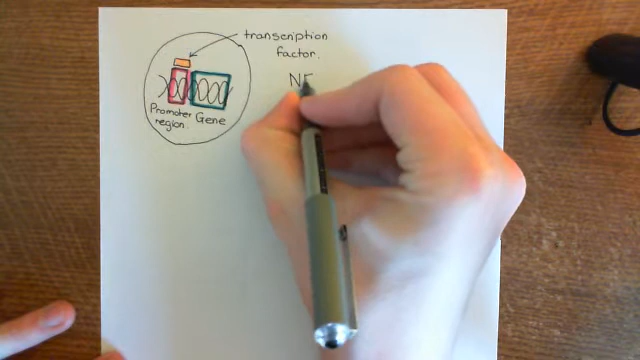 transcription
factor.
NF
Promoter Gene
region.